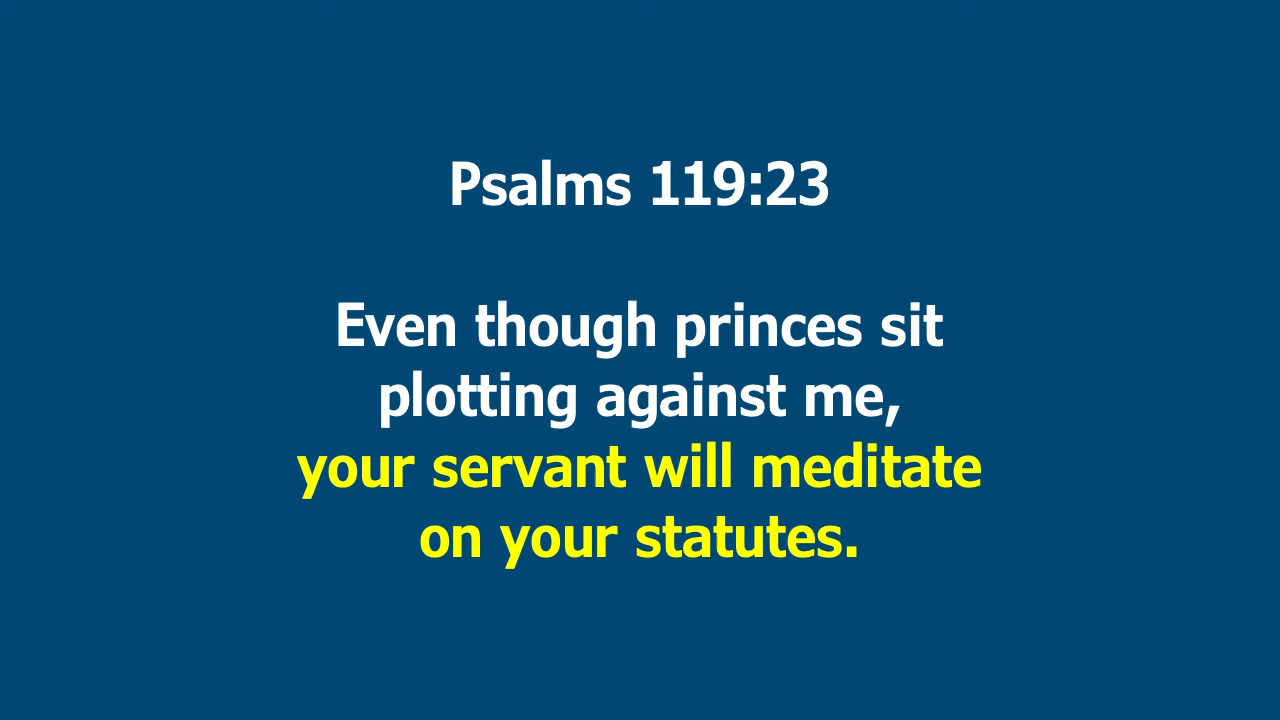 Psalms 119:23
Even though princes sit
plotting against me,
your servant will meditate
on your statutes.